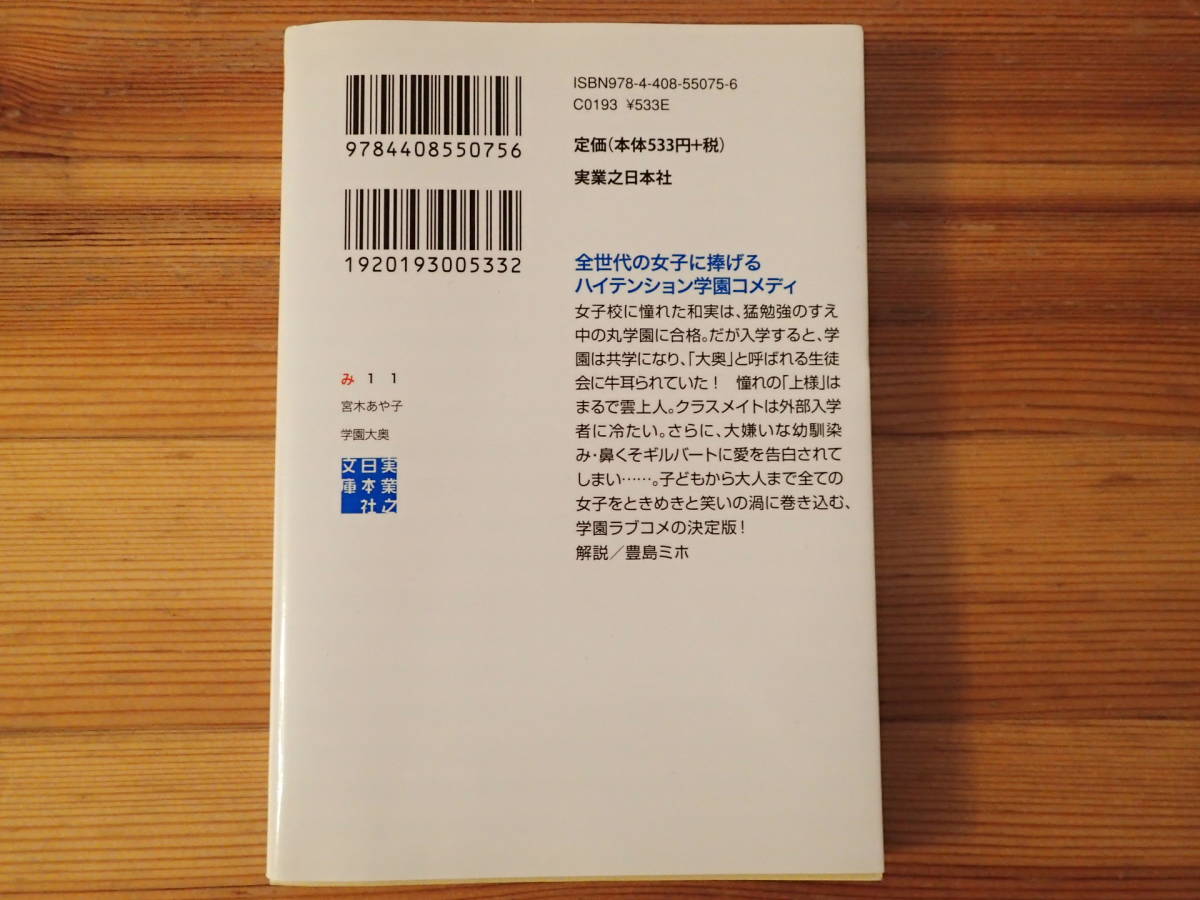 9784408550756
1920193005332
ISBN978-4-408-55075-6
C0193 ¥533E
定価(本体533円+税)
実業之日本社
全世代の女子に捧げる
ハイテンション学園コメディ
女子校に憧れた和実は、猛勉強のすえ
中の丸学園に合格。だが入学すると、学
園は共学になり、「大奥」と呼ばれる生徒
会に牛耳られていた! 憧れの「上様」は
まるで雲上人。クラスメイトは外部入学
者に冷たい。さらに、大嫌いな幼馴染
み・鼻くそギルバートに愛を告白されて
しまい……。子どもから大人まで全ての
女子をときめきと笑いの渦に巻き込む、
学園ラブコメの決定版!
解説/豊島ミホ
み 1 1
宮木あや子
学園大奥
実業之
日本社
文庫